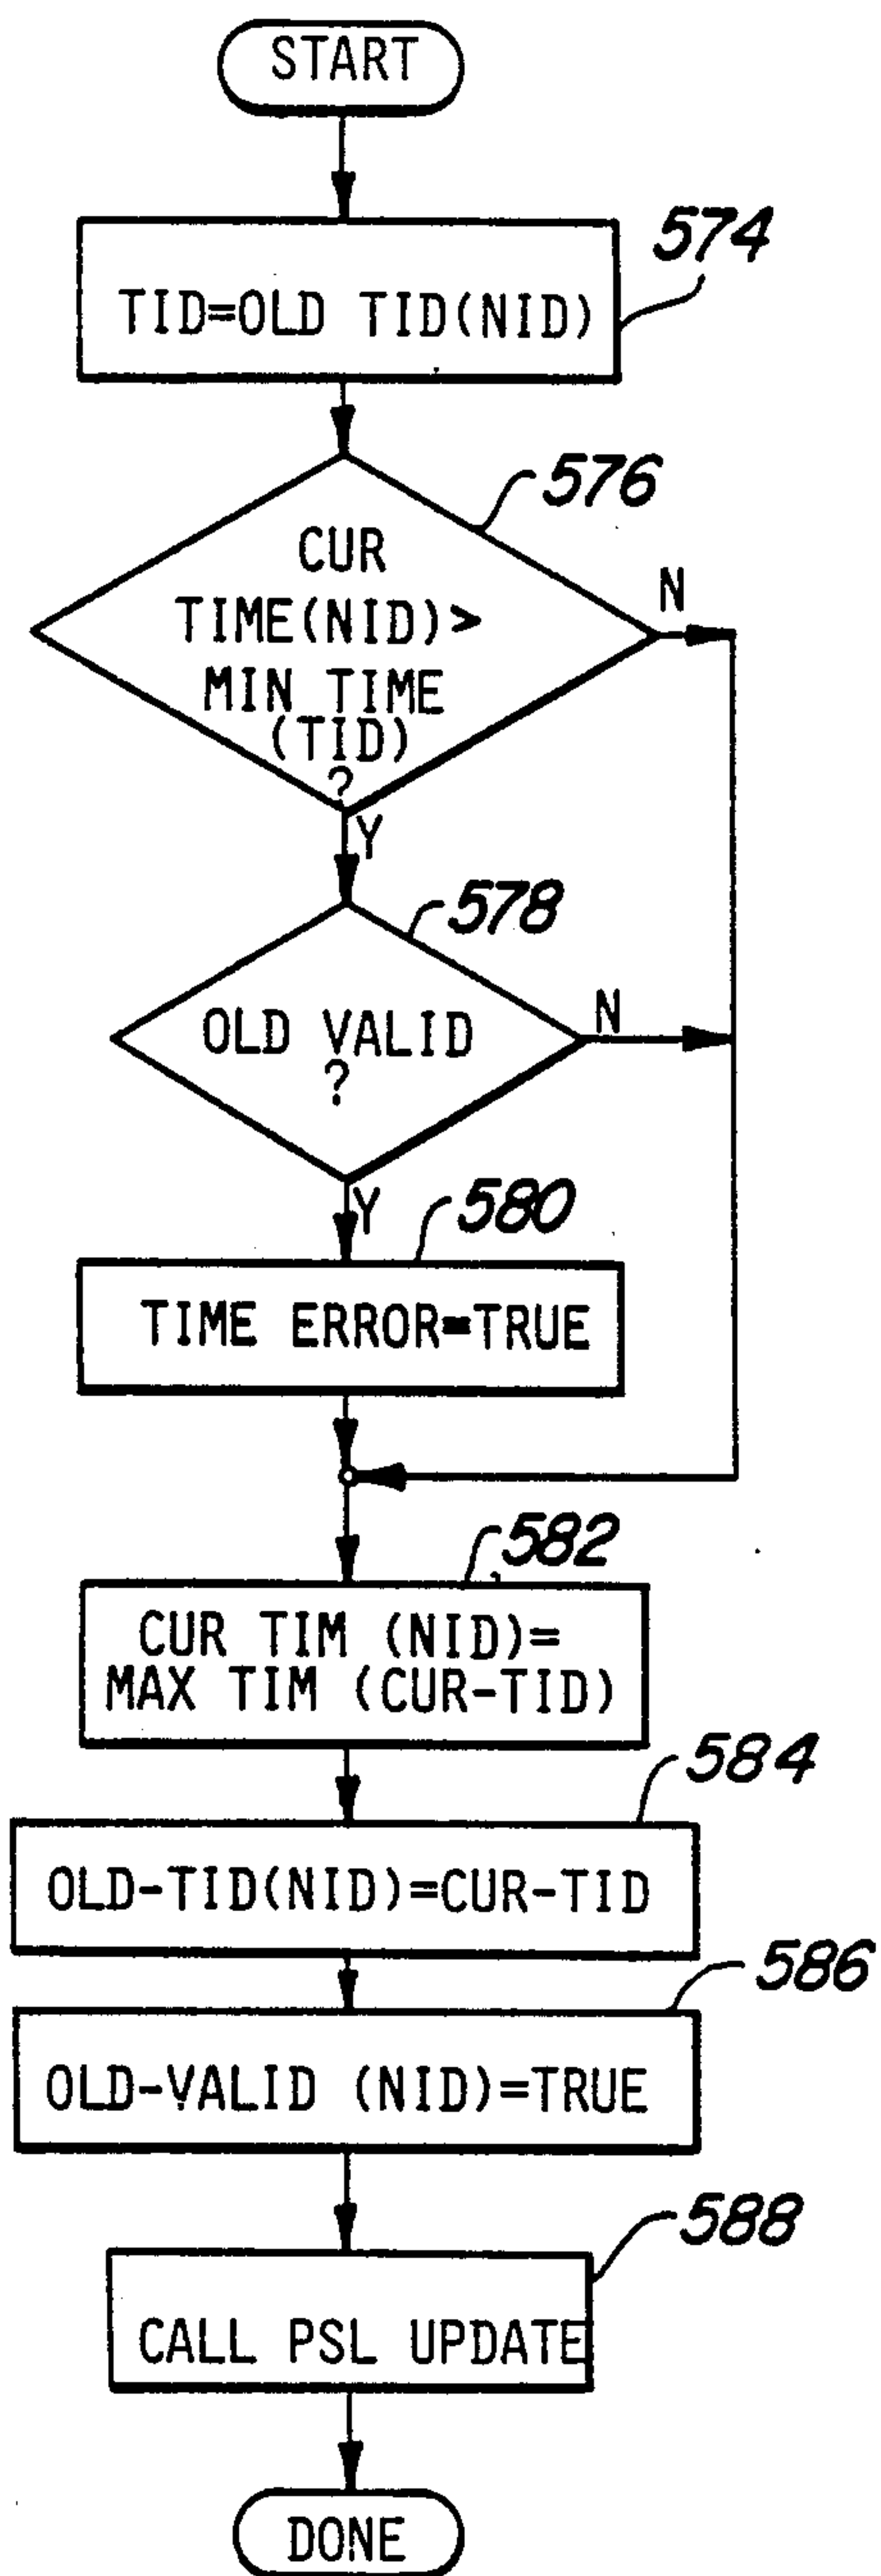 START
574
TID=OLD TID(NID)
576
CUR
TIME(NID)>
MIN TIME
(TID)
?
N
Y
578
OLD VALID
?
N
Y
580
TIME ERROR=TRUE
582
CUR TIM (NID)=
MAX TIM (CUR-TID)
584
OLD-TID(NID)=CUR-TID
586
OLD-VALID (NID)=TRUE
588
CALL PSL UPDATE
DONE